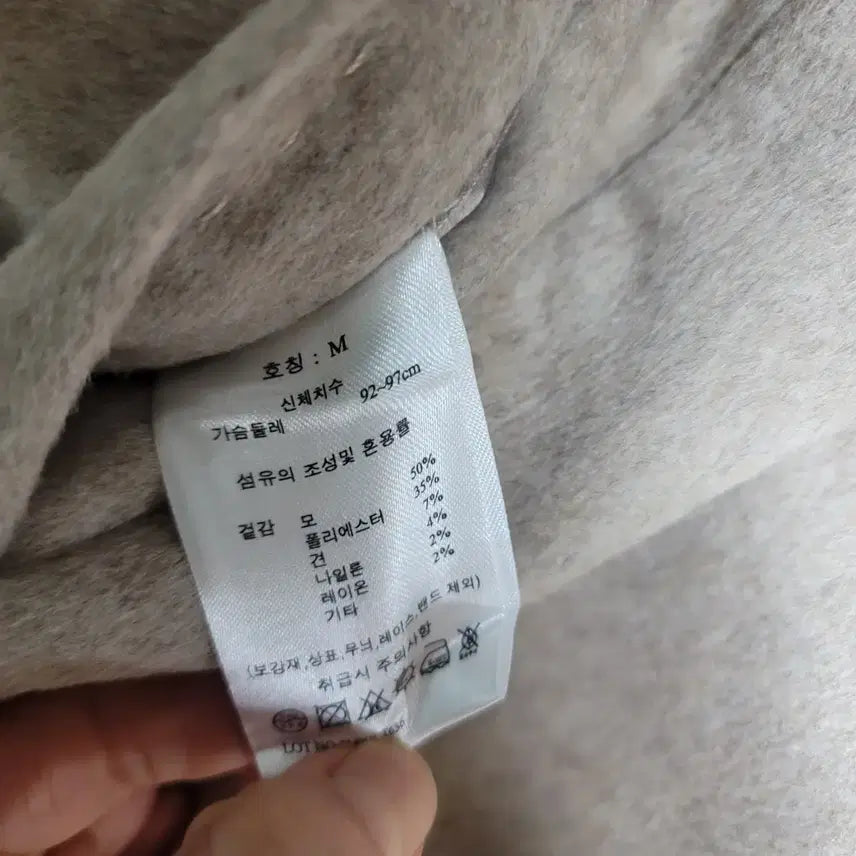 호칭 : M
신체치수
가슴둘레 92~97cm
섬유의 조성및 혼용률
겉감 모 50%
폴리에스터 35%
견 7%
나일론 4%
레이온 2%
기타 2%
(보강재,상표,무늬,레이스,밴드 제외)
취급시 주의사항
LOT NO